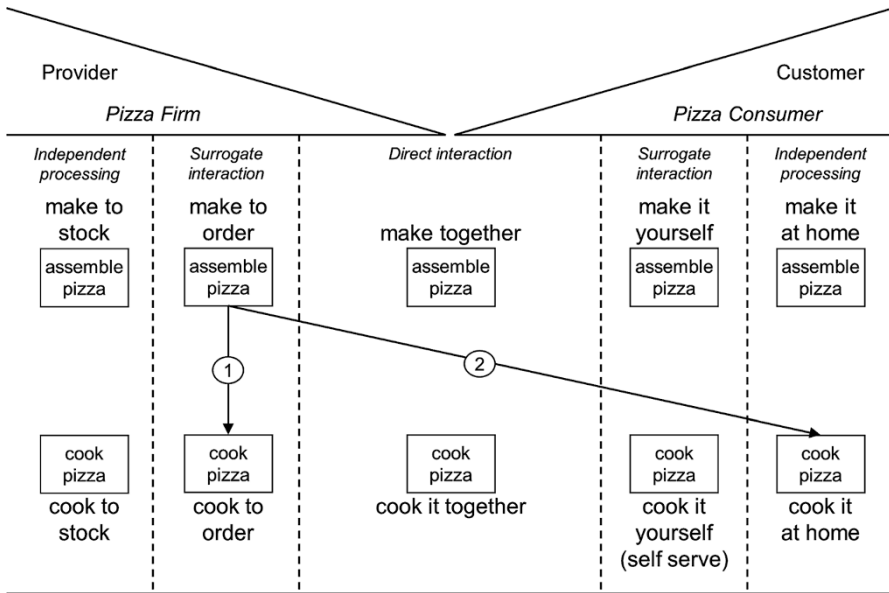 Provider
Customer
Pizza Firm
Pizza Consumer
Independent
processing
Surrogate
interaction
Direct interaction
Surrogate
interaction
Independent
processing
make to
stock
make to
order
make together
make it
yourself
make it
at home
assemble
pizza
assemble
pizza
assemble
pizza
assemble
pizza
assemble
pizza
1
2
cook
pizza
cook
pizza
cook
pizza
cook
pizza
cook
pizza
cook to
stock
cook to
order
cook it together
cook it
yourself
(self serve)
cook it
at home